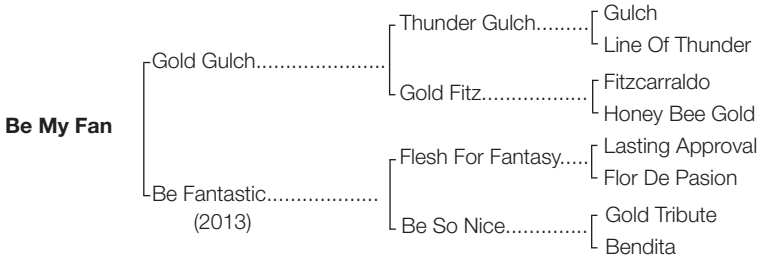 Gulch
Thunder Gulch.........
Line Of Thunder
Gold Gulch......................
Fitzcarraldo
Gold Fitz..................
Honey Bee Gold
Be My Fan
Lasting Approval
Flesh For Fantasy.....
Flor De Pasion
Be Fantastic...................
(2013)
Gold Tribute
Be So Nice..............
Bendita